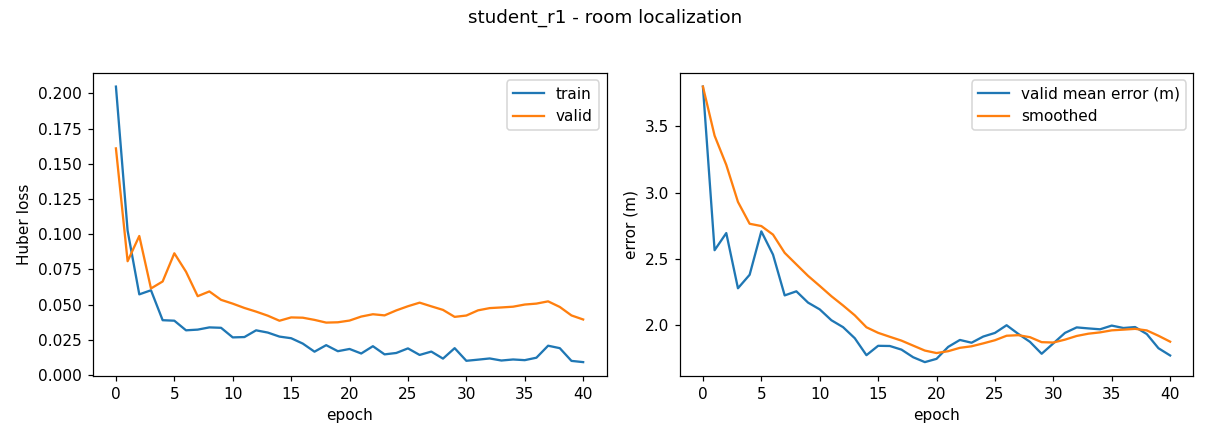 student_r1 - room localization
0.200
0.175
0.150
0.125
0.100
0.075
0.050
0.025
0.000
Huber loss
train
valid
0 5 10 15 20 25 30 35 40
epoch
3.5
3.0
2.5
2.0
error (m)
valid mean error (m)
smoothed
0 5 10 15 20 25 30 35 40
epoch